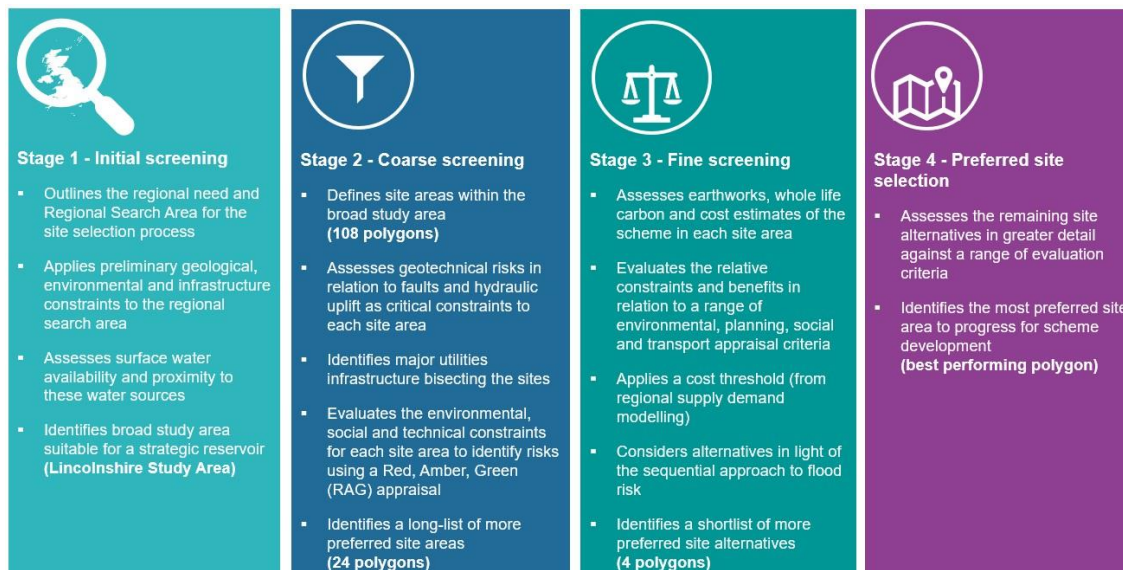 Stage 1 - Initial screening
▪ Outlines the regional need and
Regional Search Area for the
site selection process
▪ Applies preliminary geological,
environmental and infrastructure
constraints to the regional
search area
▪ Assesses surface water
availability and proximity to
these water sources
▪ Identifies broad study area
suitable for a strategic reservoir
(Lincolnshire Study Area)
Stage 2 - Coarse screening
▪ Defines site areas within the
broad study area
(108 polygons)
▪ Assesses geotechnical risks in
relation to faults and hydraulic
uplift as critical constraints to
each site area
▪ Identifies major utilities
infrastructure bisecting the sites
▪ Evaluates the environmental,
social and technical constraints
for each site area to identify risks
using a Red, Amber, Green
(RAG) appraisal
▪ Identifies a long-list of more
preferred site areas
(24 polygons)
Stage 3 - Fine screening
▪ Assesses earthworks, whole life
carbon and cost estimates of the
scheme in each site area
▪ Evaluates the relative
constraints and benefits in
relation to a range of
environmental, planning, social
and transport appraisal criteria
▪ Applies a cost threshold (from
regional supply demand
modelling)
▪ Considers alternatives in light of
the sequential approach to flood
risk
▪ Identifies a shortlist of more
preferred site alternatives
(4 polygons)
Stage 4 - Preferred site
selection
▪ Assesses the remaining site
alternatives in greater detail
against a range of evaluation
criteria
▪ Identifies the most preferred site
area to progress for scheme
development
(best performing polygon)